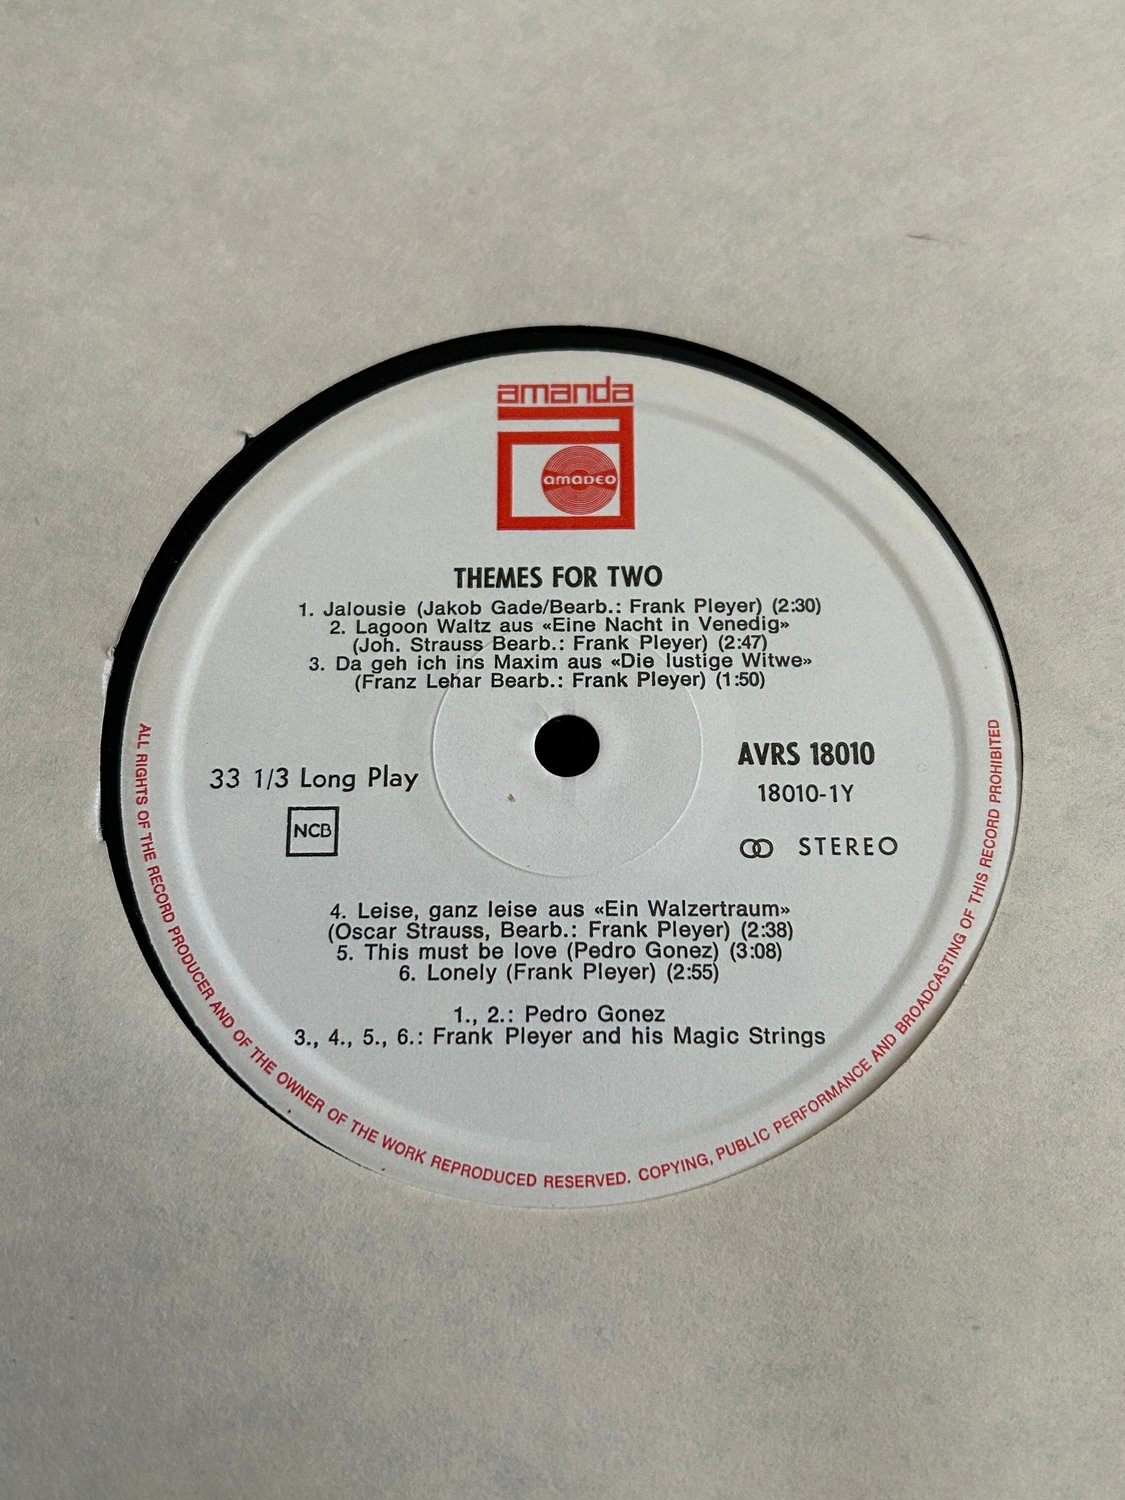 amanda
amadeo
THEMES FOR TWO
1. Jalousie (Jakob Gade/Bearb.: Frank Pleyer) (2:30)
2. Lagoon Waltz aus «Eine Nacht in Venedig»
(Joh. Strauss Bearb.: Frank Pleyer) (2:47)
3. Da geh ich ins Maxim aus «Die lustige Witwe»
(Franz Lehar Bearb.: Frank Pleyer) (1:50)
33 1/3 Long Play
NCB
AVRS 18010
18010-1Y
STEREO
4. Leise, ganz leise aus «Ein Walzertraum»
(Oscar Strauss, Bearb.: Frank Pleyer) (2:38)
5. This must be love (Pedro Gonez) (3:08)
6. Lonely (Frank Pleyer) (2:55)
1., 2.: Pedro Gonez
3., 4., 5., 6.: Frank Pleyer and his Magic Strings
ALL RIGHTS OF THE RECORD PRODUCER AND OF THE OWNER OF THE WORK REPRODUCED RESERVED. COPYING, PUBLIC PERFORMANCE AND BROADCASTING OF THIS RECORD PROHIBITED